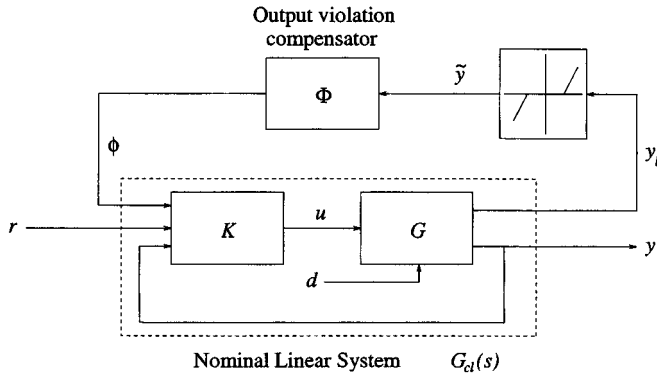 Output violation
compensator
Φ
ỹ
ϕ
y_l
r
K
u
G
y
d
Nominal Linear System G_cl(s)